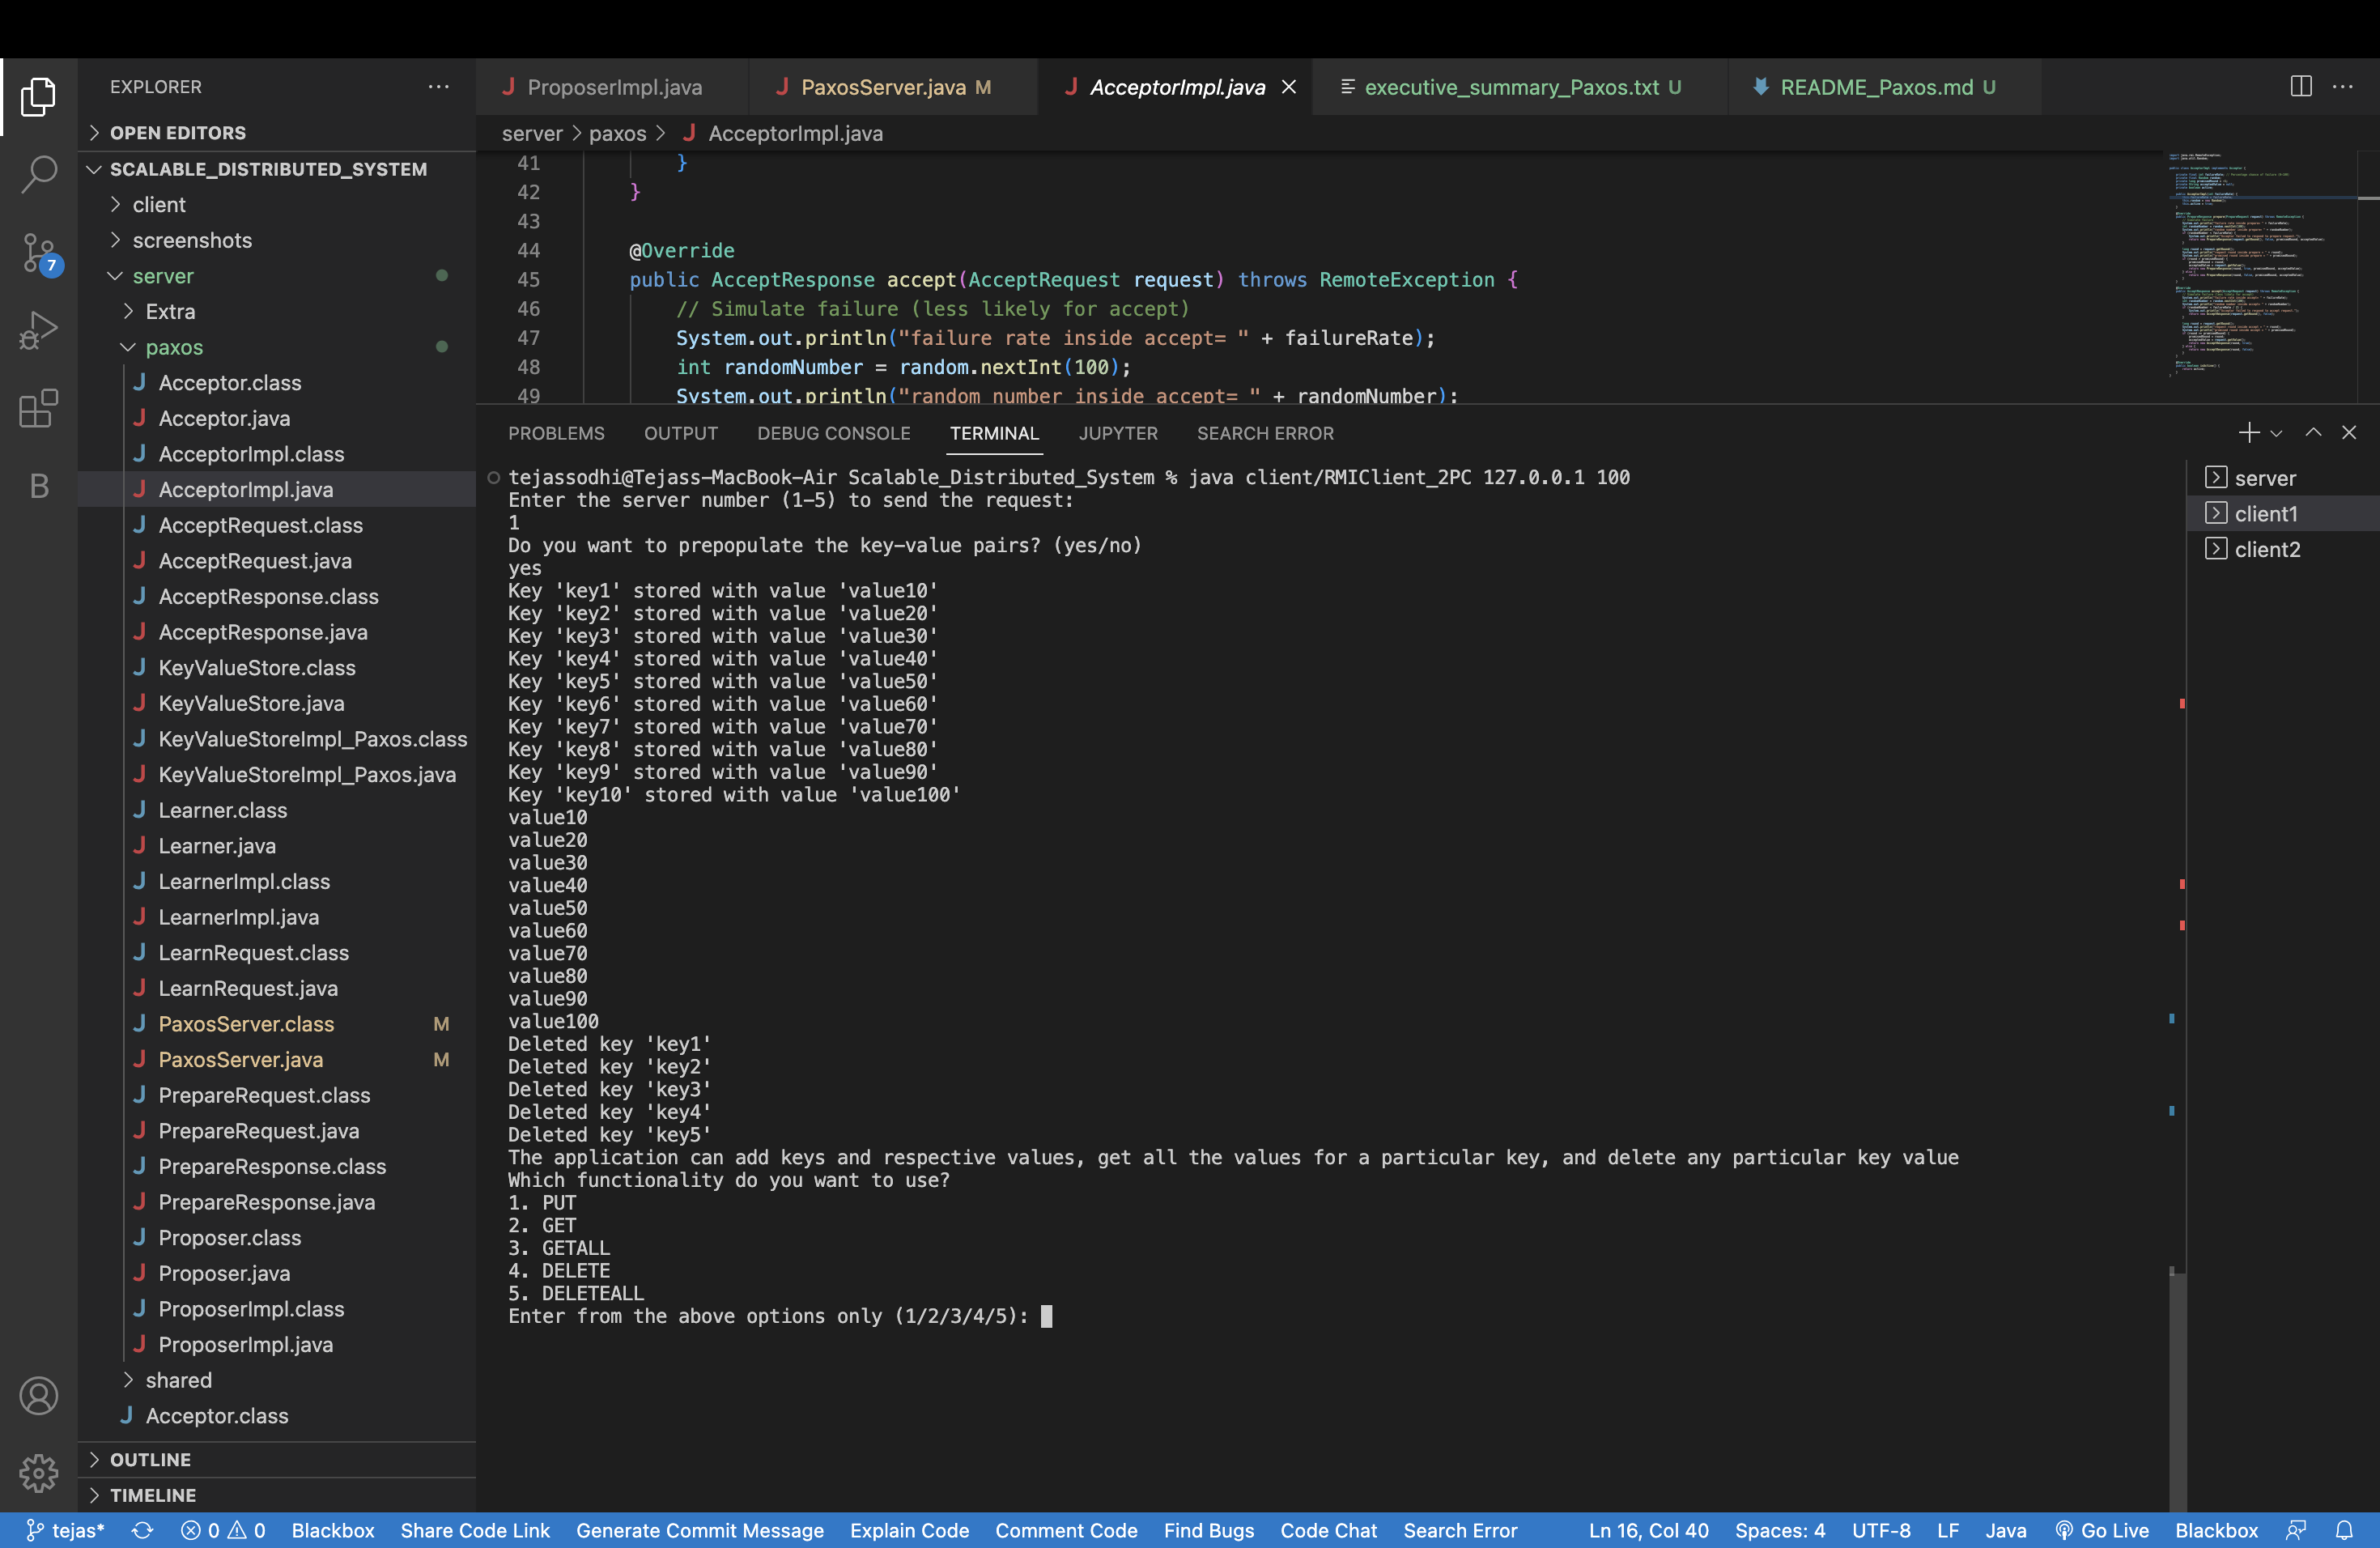 EXPLORER
OPEN EDITORS
SCALABLE_DISTRIBUTED_SYSTEM
client
screenshots
server
Extra
paxos
Acceptor.class
Acceptor.java
AcceptorImpl.class
AcceptorImpl.java
AcceptRequest.class
AcceptRequest.java
AcceptResponse.class
AcceptResponse.java
KeyValueStore.class
KeyValueStore.java
KeyValueStoreImpl_Paxos.class
KeyValueStoreImpl_Paxos.java
Learner.class
Learner.java
LearnerImpl.class
LearnerImpl.java
LearnRequest.class
LearnRequest.java
PaxosServer.class M
PaxosServer.java M
PrepareRequest.class
PrepareRequest.java
PrepareResponse.class
PrepareResponse.java
Proposer.class
Proposer.java
ProposerImpl.class
ProposerImpl.java
shared
Acceptor.class
OUTLINE
TIMELINE
7
B
ProposerImpl.java PaxosServer.java M AcceptorImpl.java executive_summary_Paxos.txt U README_Paxos.md U
server > paxos > AcceptorImpl.java
41 }
42 }
43
44 @Override
45 public AcceptResponse accept(AcceptRequest request) throws RemoteException {
46 // Simulate failure (less likely for accept)
47 System.out.println("failure rate inside accept= " + failureRate);
48 int randomNumber = random.nextInt(100);
49 System.out.println("random number inside accept= " + randomNumber);
PROBLEMS OUTPUT DEBUG CONSOLE TERMINAL JUPYTER SEARCH ERROR
tejassodhi@Tejass-MacBook-Air Scalable_Distributed_System % java client/RMIClient_2PC 127.0.0.1 100
Enter the server number (1-5) to send the request:
1
Do you want to prepopulate the key-value pairs? (yes/no)
yes
Key 'key1' stored with value 'value10'
Key 'key2' stored with value 'value20'
Key 'key3' stored with value 'value30'
Key 'key4' stored with value 'value40'
Key 'key5' stored with value 'value50'
Key 'key6' stored with value 'value60'
Key 'key7' stored with value 'value70'
Key 'key8' stored with value 'value80'
Key 'key9' stored with value 'value90'
Key 'key10' stored with value 'value100'
value10
value20
value30
value40
value50
value60
value70
value80
value90
value100
Deleted key 'key1'
Deleted key 'key2'
Deleted key 'key3'
Deleted key 'key4'
Deleted key 'key5'
The application can add keys and respective values, get all the values for a particular key, and delete any particular key value
Which functionality do you want to use?
1. PUT
2. GET
3. GETALL
4. DELETE
5. DELETEALL
Enter from the above options only (1/2/3/4/5):
server
client1
client2
tejas* 0 0 Blackbox Share Code Link Generate Commit Message Explain Code Comment Code Find Bugs Code Chat Search Error Ln 16, Col 40 Spaces: 4 UTF-8 LF Java Go Live Blackbox